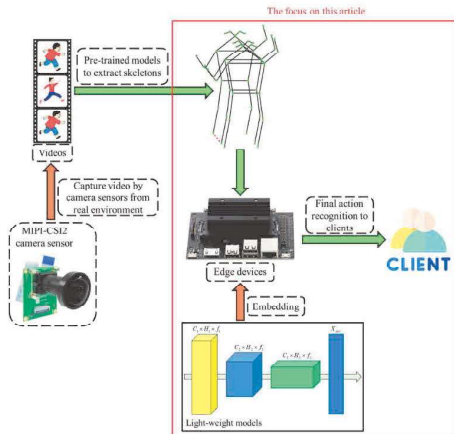 The focus on this article
Pre-trained models
to extract skeletons
Videos
Capture video by
camera sensors from
real environment
MIPI-CSI2
camera sensor
Final action
recognition to
clients
CLIENT
Edge devices
Embedding
Light-weight models